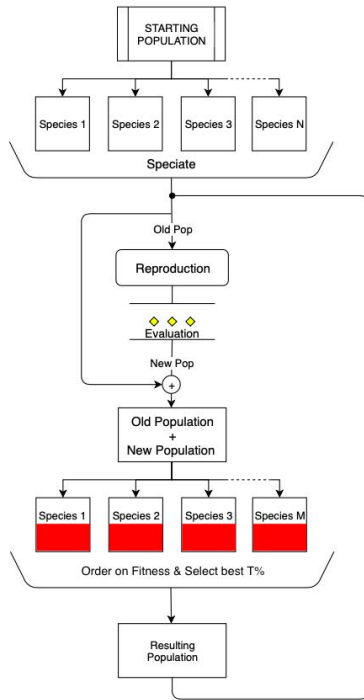 STARTING
POPULATION
Species 1
Species 2
Species 3
Species N
Speciate
Old Pop
Reproduction
Evaluation
New Pop
+
Old Population
+
New Population
Species 1
Species 2
Species 3
Species M
Order on Fitness & Select best T%
Resulting
Population